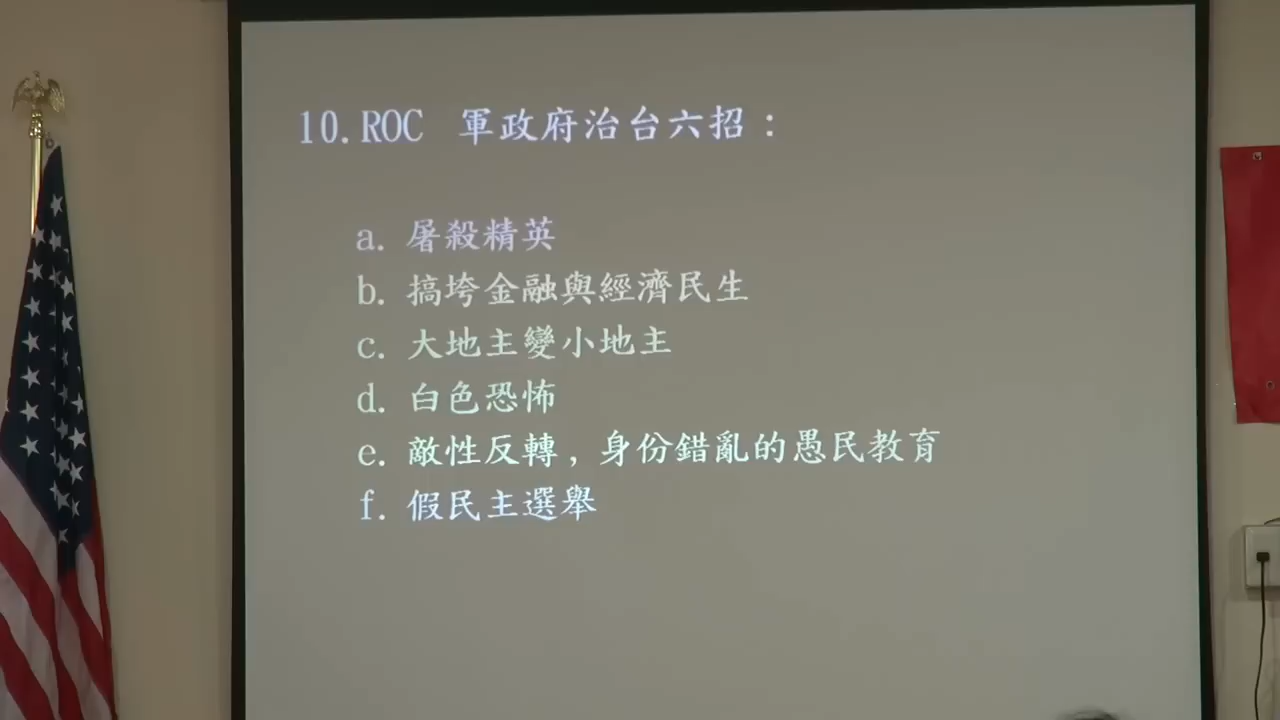 10.ROC 軍政府治台六招：
a. 屠殺精英
b. 搞垮金融與經濟民生
c. 大地主變小地主
d. 白色恐怖
e. 敵性反轉，身份錯亂的愚民教育
f. 假民主選舉